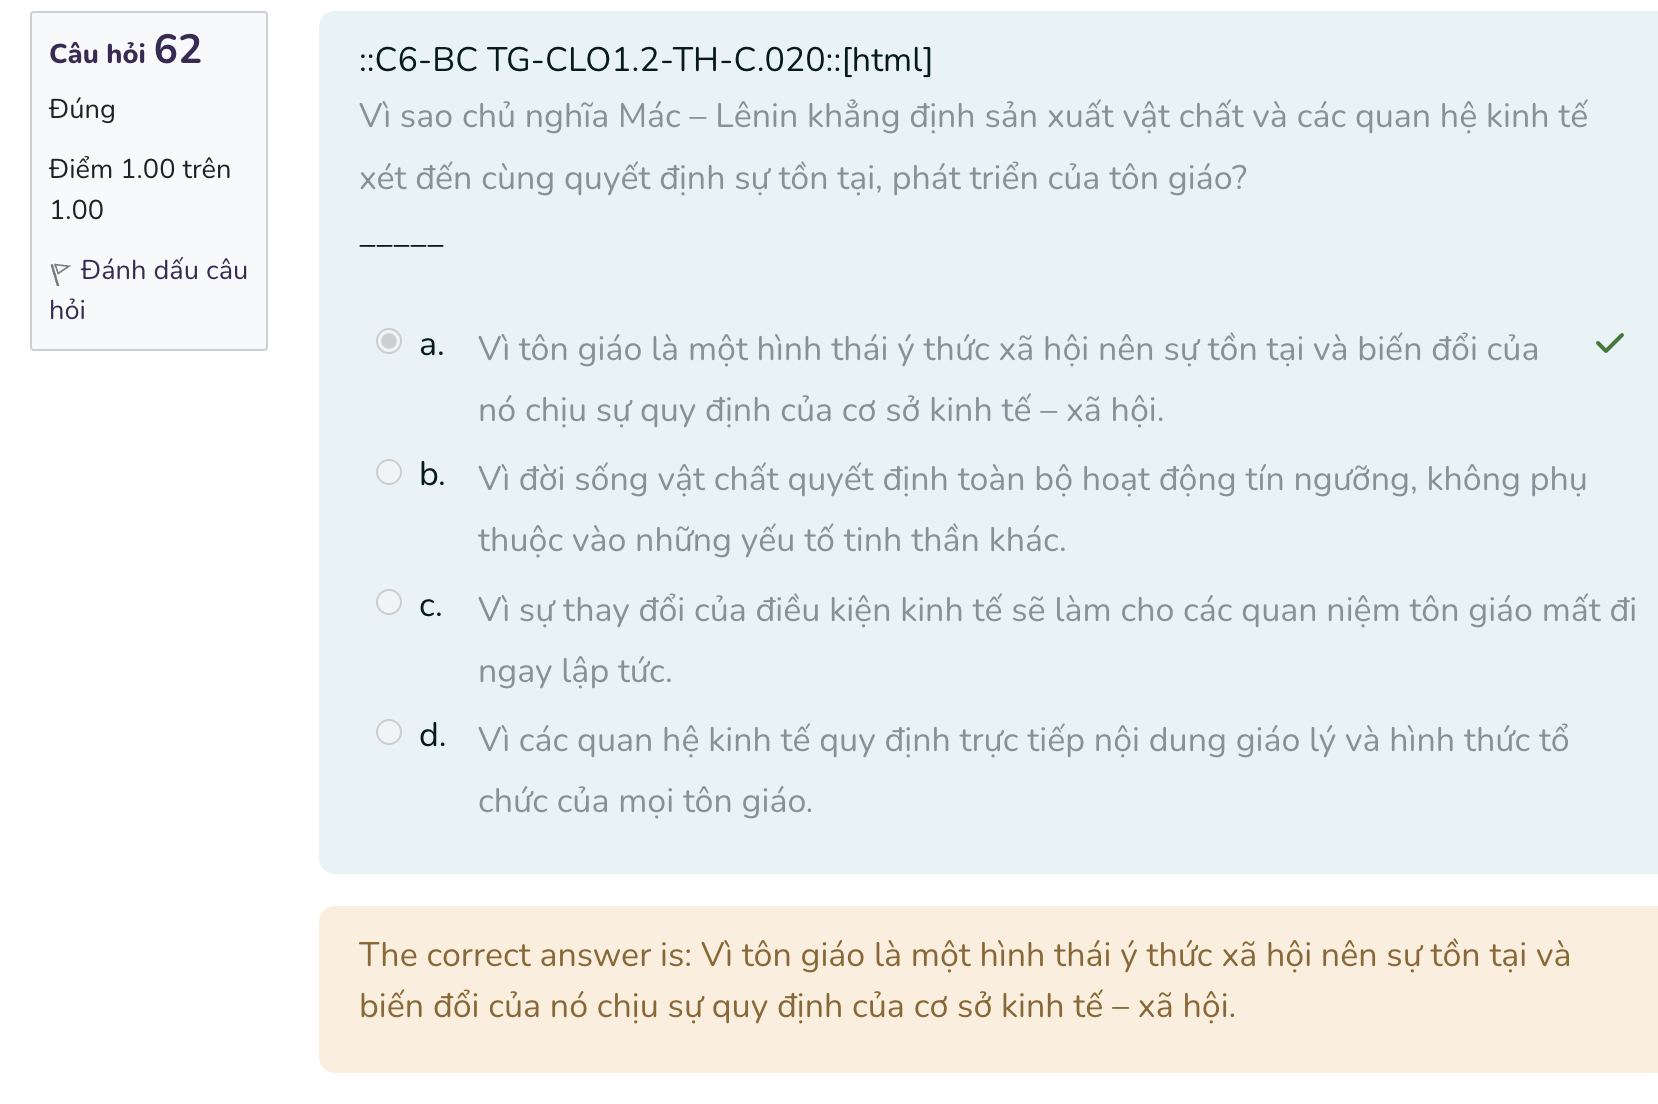 Câu hỏi 62
Đúng
Điểm 1.00 trên
1.00
Đánh dấu câu
hỏi
::C6-BC TG-CLO1.2-TH-C.020::[html]
Vì sao chủ nghĩa Mác – Lênin khẳng định sản xuất vật chất và các quan hệ kinh tế
xét đến cùng quyết định sự tồn tại, phát triển của tôn giáo?
_____
a. Vì tôn giáo là một hình thái ý thức xã hội nên sự tồn tại và biến đổi của
nó chịu sự quy định của cơ sở kinh tế – xã hội.
b. Vì đời sống vật chất quyết định toàn bộ hoạt động tín ngưỡng, không phụ
thuộc vào những yếu tố tinh thần khác.
c. Vì sự thay đổi của điều kiện kinh tế sẽ làm cho các quan niệm tôn giáo mất đi
ngay lập tức.
d. Vì các quan hệ kinh tế quy định trực tiếp nội dung giáo lý và hình thức tổ
chức của mọi tôn giáo.
The correct answer is: Vì tôn giáo là một hình thái ý thức xã hội nên sự tồn tại và
biến đổi của nó chịu sự quy định của cơ sở kinh tế – xã hội.